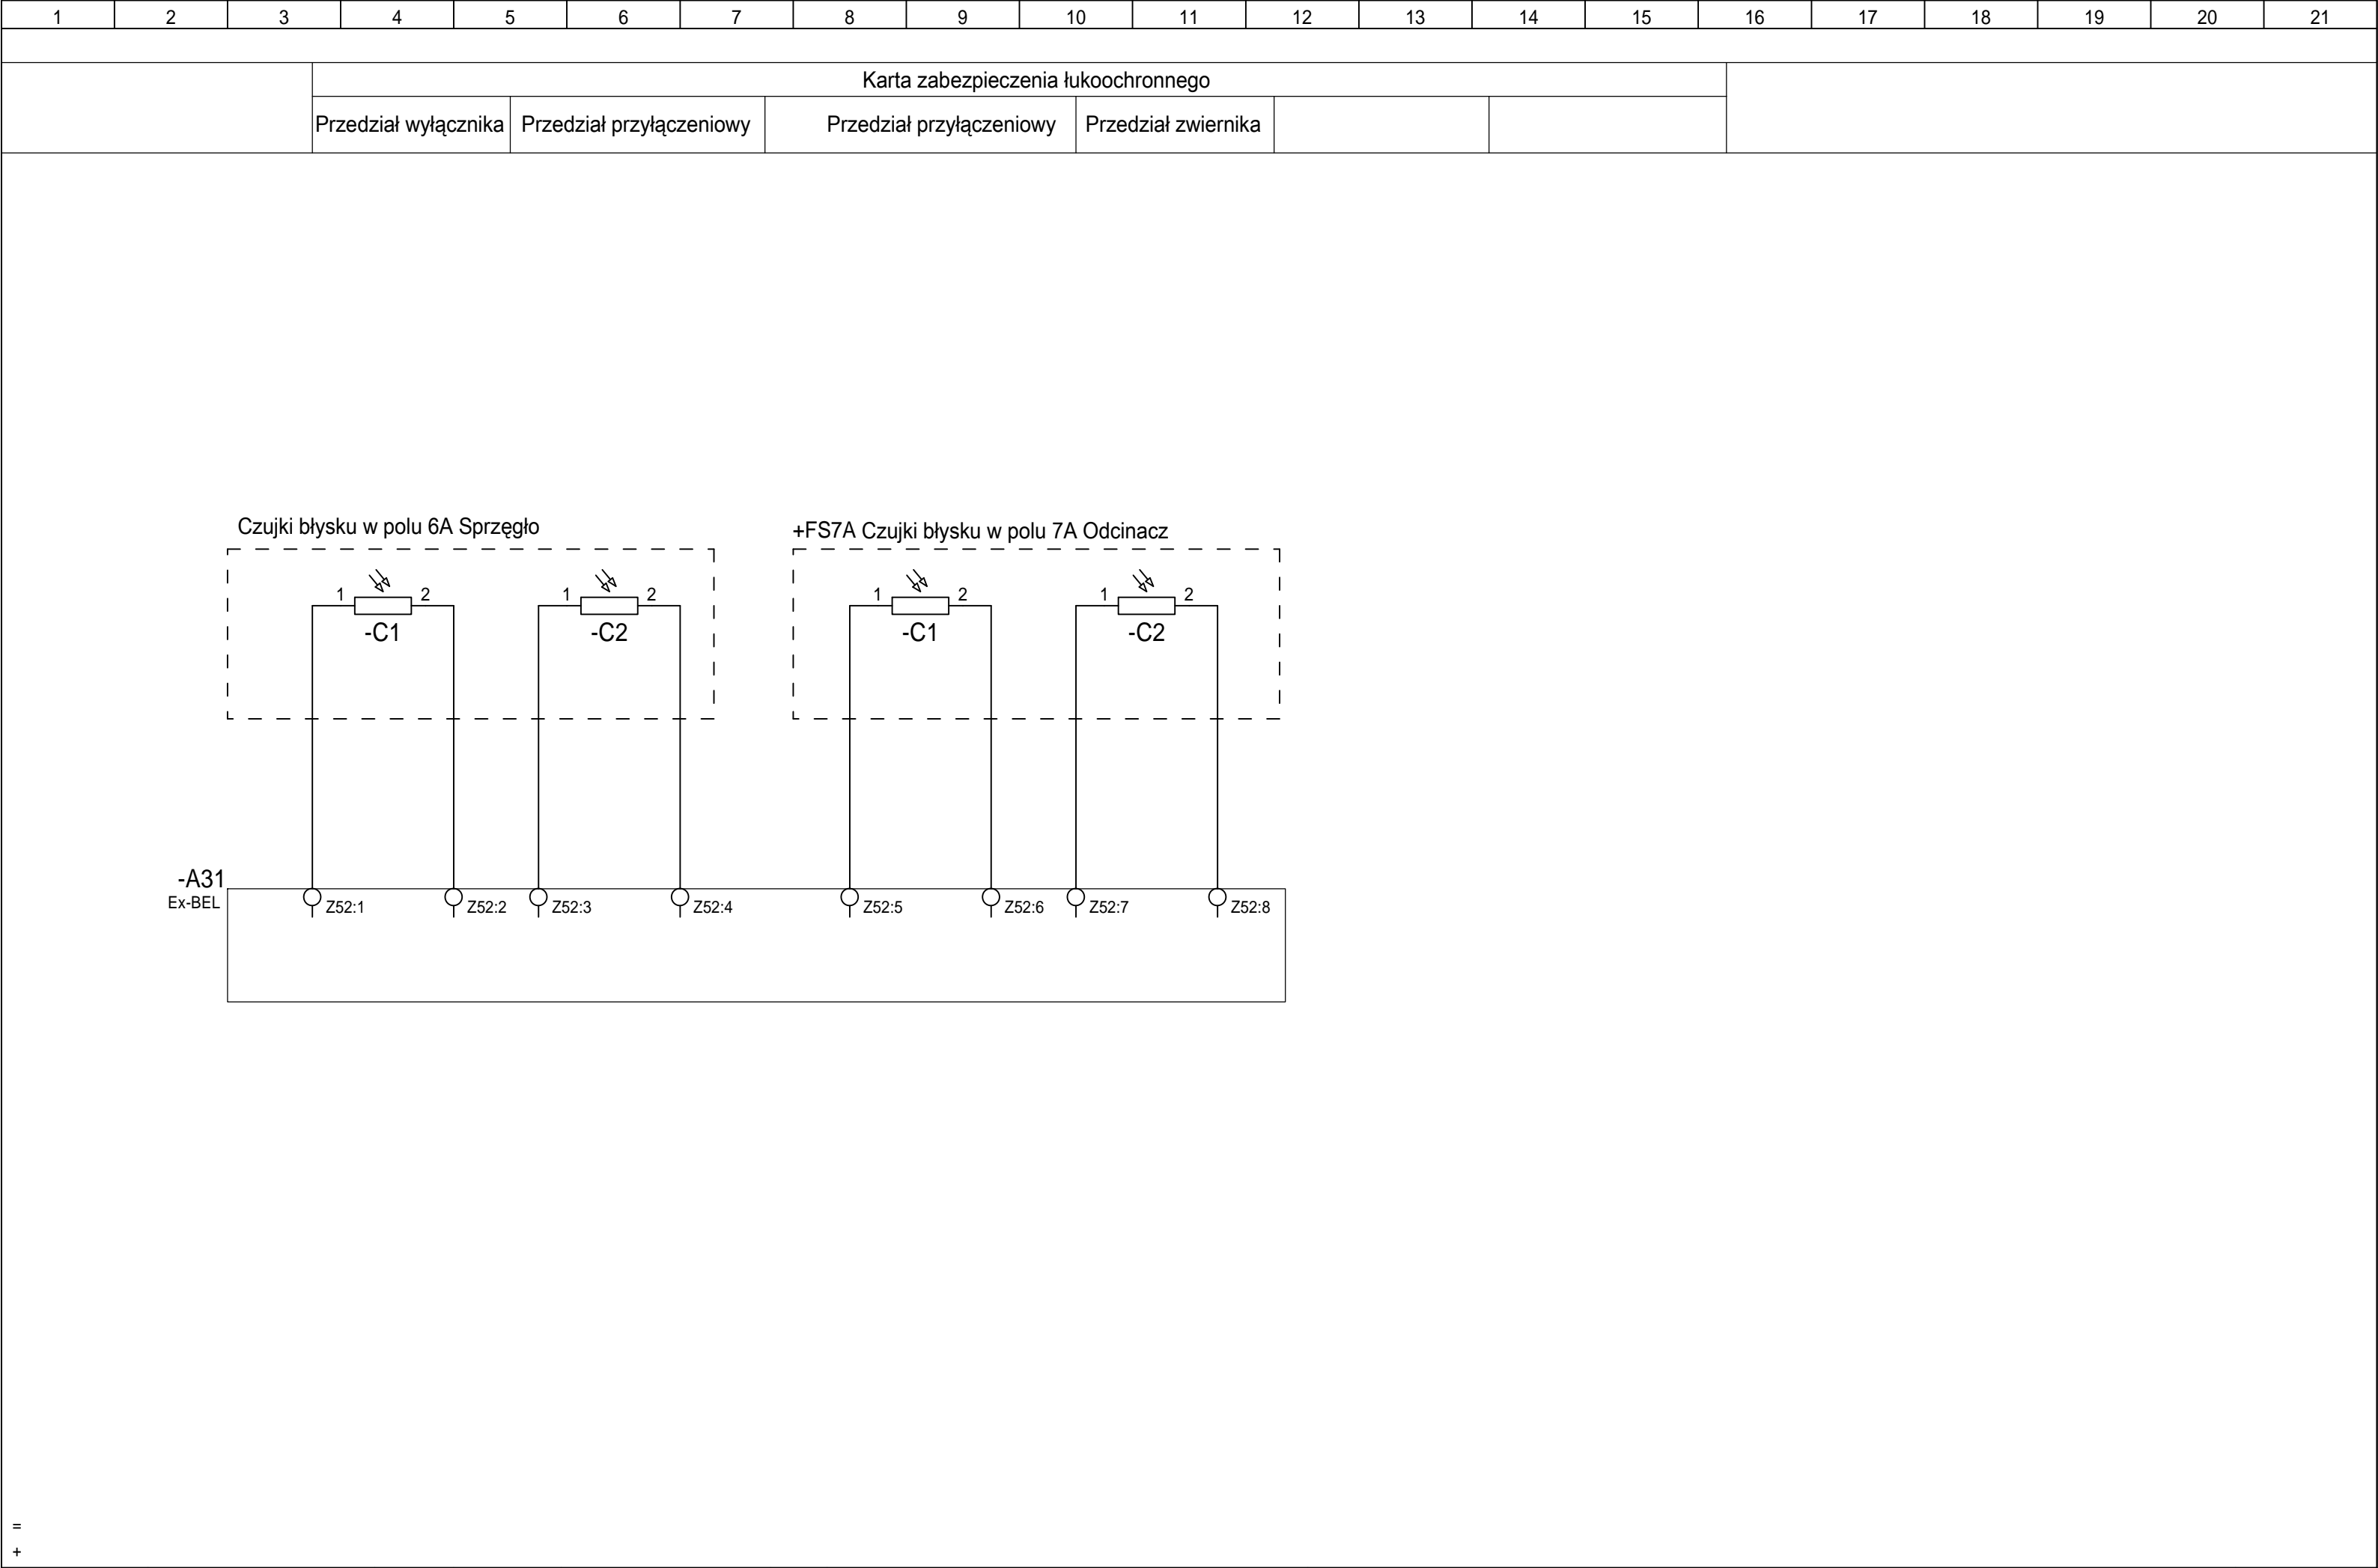 1 2 3 4 5 6 7 8 9 10 11 12 13 14 15 16 17 18 19 20 21
Karta zabezpieczenia łukoochronnego
Przedział wyłącznika Przedział przyłączeniowy Przedział przyłączeniowy Przedział zwiernika
Czujki błysku w polu 6A Sprzęgło +FS7A Czujki błysku w polu 7A Odcinacz
1 2 1 2 1 2 1 2
-C1 -C2 -C1 -C2
-A31
Ex-BEL Z52:1 Z52:2 Z52:3 Z52:4 Z52:5 Z52:6 Z52:7 Z52:8
=
+